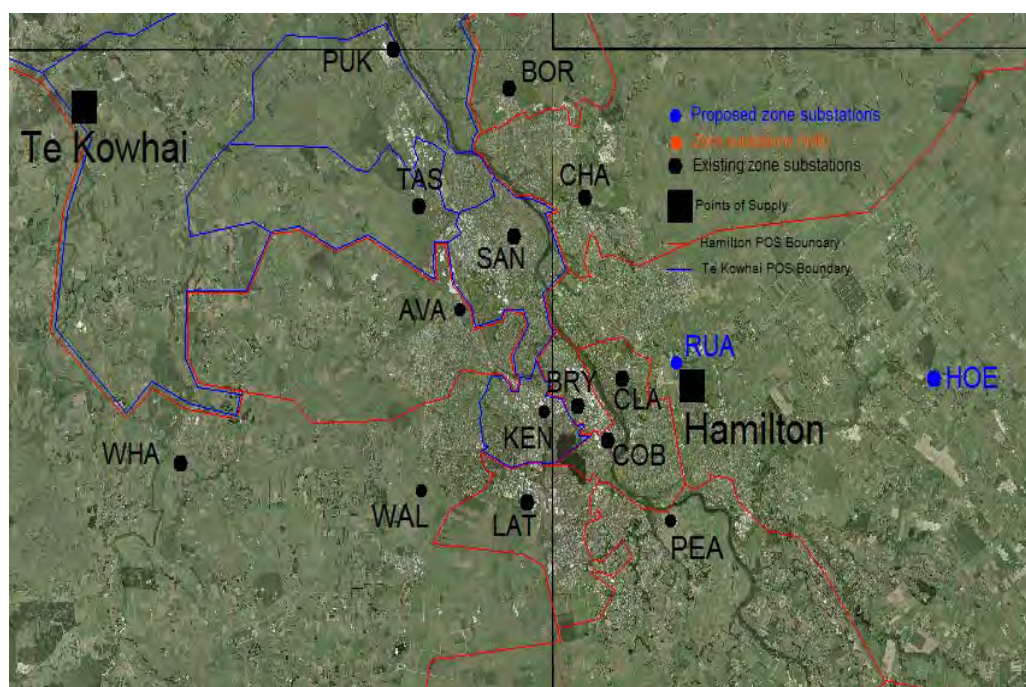 PUK
BOR
Te Kowhai
Proposed zone substations
Existing zone substations
TAS
CHA
Points of Supply
SAN
Hamilton POS Boundary
Te Kowhai POS Boundary
AVA
RUA
HOE
BRY
CLA
Hamilton
KEN
COB
WHA
WAL
LAT
PEA